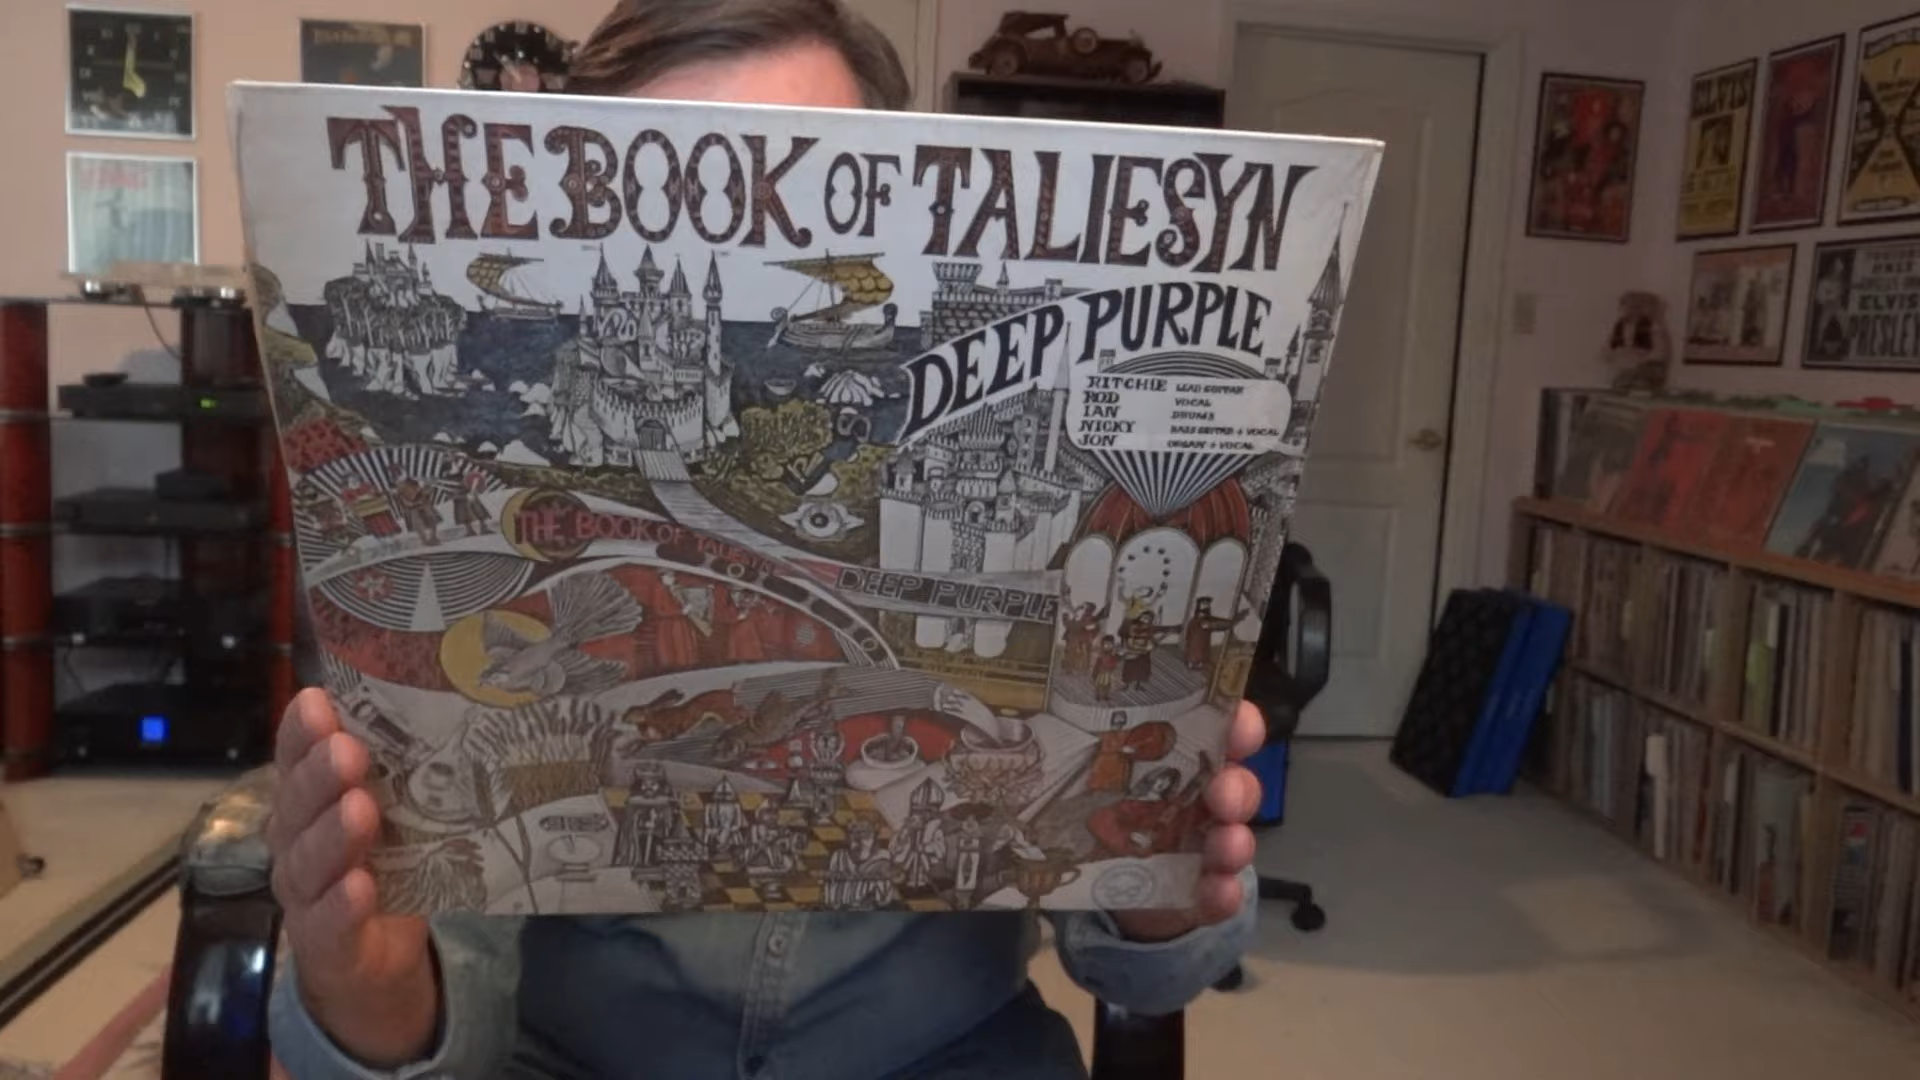 THE BOOK OF TALIESYN
DEEP PURPLE
RITCHIE LEAD GUITAR
ROD VOCAL
IAN DRUMS
NICKY BASS GUITAR + VOCAL
JON ORGAN + VOCAL
THE BOOK OF TALIESYN
DEEP PURPLE
ELVIS
ELVIS
PRESLEY